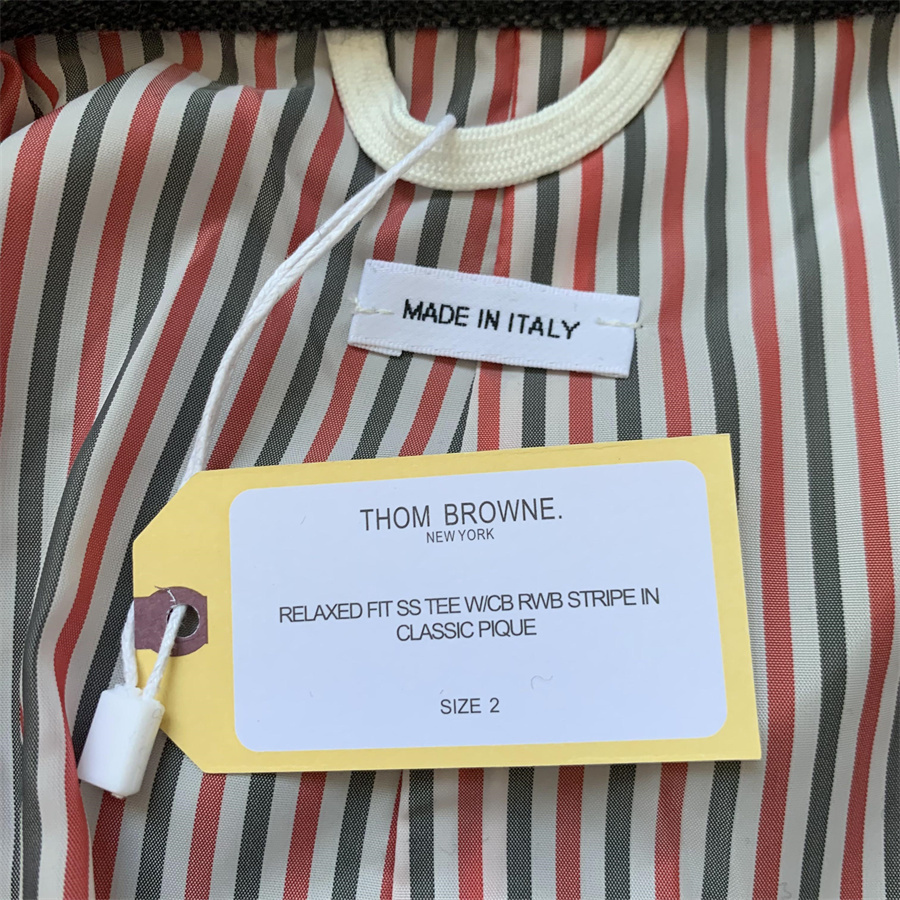 MADE IN ITALY
THOM BROWNE.
NEW YORK
RELAXED FIT SS TEE W/CB RWB STRIPE IN
CLASSIC PIQUE
SIZE 2